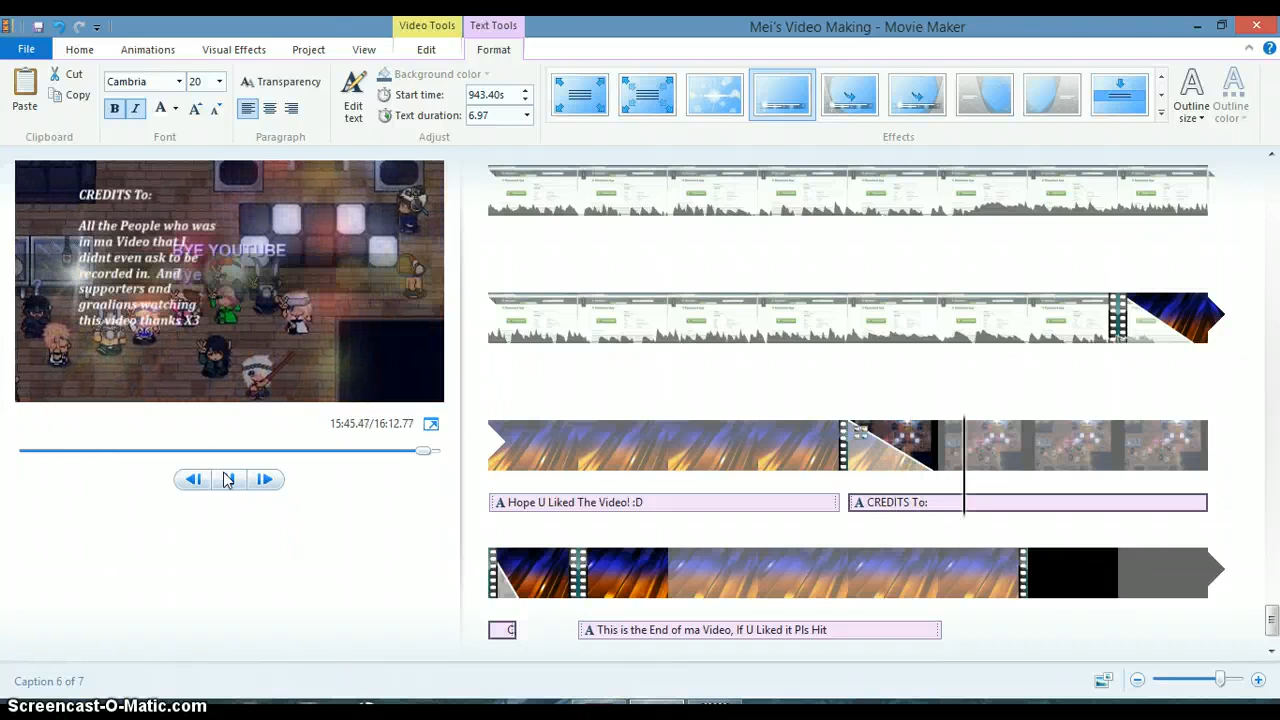 Video Tools
Text Tools
Mei's Video Making - Movie Maker
File
Home
Animations
Visual Effects
Project
View
Edit
Format
Paste
Cut
Copy
Clipboard
Cambria
20
Transparency
B
I
A
A
A
Font
Paragraph
Edit
text
Background color
Start time:
943.40s
Text duration:
6.97
Adjust
Effects
Outline
size
Outline
color
CREDITS To:
All the People who was
in ma Video that I
didnt even ask to be
recorded in. And
supporters and
graalians watching
this video thanks X3
BYE YOUTUBE
Bye
15:45.47/16:12.77
A Hope U Liked The Video! :D
A CREDITS To:
C
A This is the End of ma Video, If U Liked it Pls Hit
Caption 6 of 7
Screencast-O-Matic.com